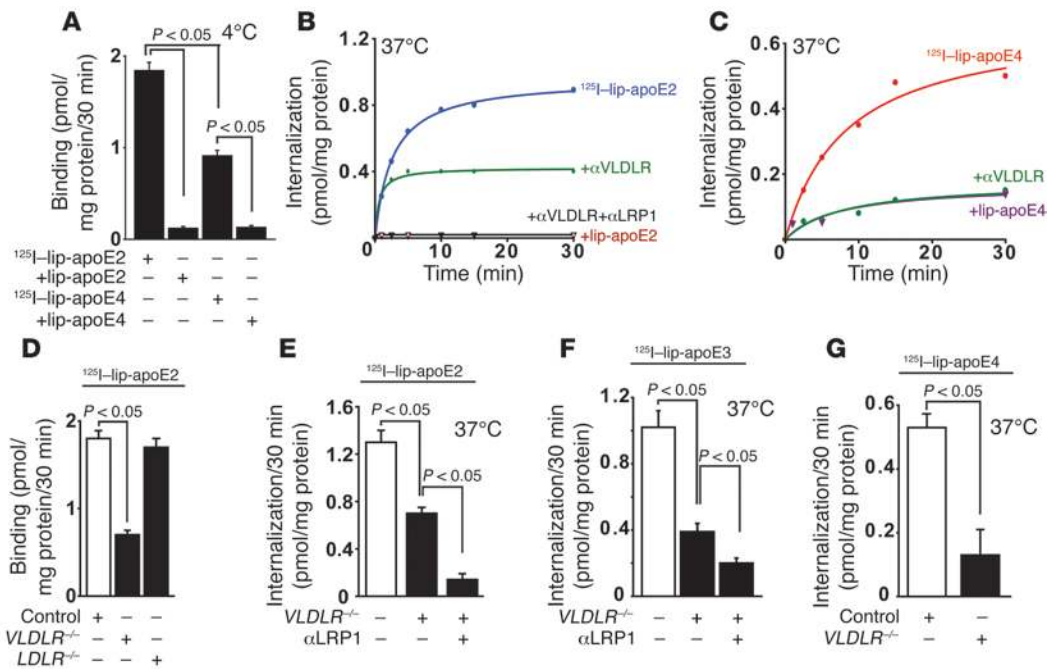 A
4°C
P < 0.05
P < 0.05
Binding (pmol/
mg protein/30 min)
2
1
0
¹²⁵I–lip-apoE2 + – – –
+lip-apoE2 – + – –
¹²⁵I–lip-apoE4 – – + –
+lip-apoE4 – – – +
B
37°C
Internalization
(pmol/mg protein)
1.2
0.8
0.4
0
¹²⁵I–lip-apoE2
+αVLDLR
+αVLDLR+αLRP1
+lip-apoE2
0 10 20 30
Time (min)
C
37°C
Internalization
(pmol/mg protein)
0.6
0.4
0.2
0
¹²⁵I–lip-apoE4
+αVLDLR
+lip-apoE4
0 10 20 30
Time (min)
D
¹²⁵I–lip-apoE2
P < 0.05
Binding (pmol/
mg protein/30 min)
2
1
0
Control + – –
VLDLR⁻/⁻ – + –
LDLR⁻/⁻ – – +
E
¹²⁵I–lip-apoE2
37°C
P < 0.05
P < 0.05
Internalization/30 min
(pmol/mg protein)
1.6
1.2
0.9
0.6
0.3
0
VLDLR⁻/⁻ – + +
αLRP1 – – +
F
¹²⁵I–lip-apoE3
37°C
P < 0.05
P < 0.05
Internalization/30 min
(pmol/mg protein)
1.2
1.0
0.8
0.4
0.2
0
VLDLR⁻/⁻ – + +
αLRP1 – – +
G
¹²⁵I–lip-apoE4
37°C
P < 0.05
Internalization/30 min
(pmol/mg protein)
0.6
0.4
0.2
0
Control + –
VLDLR⁻/⁻ – +